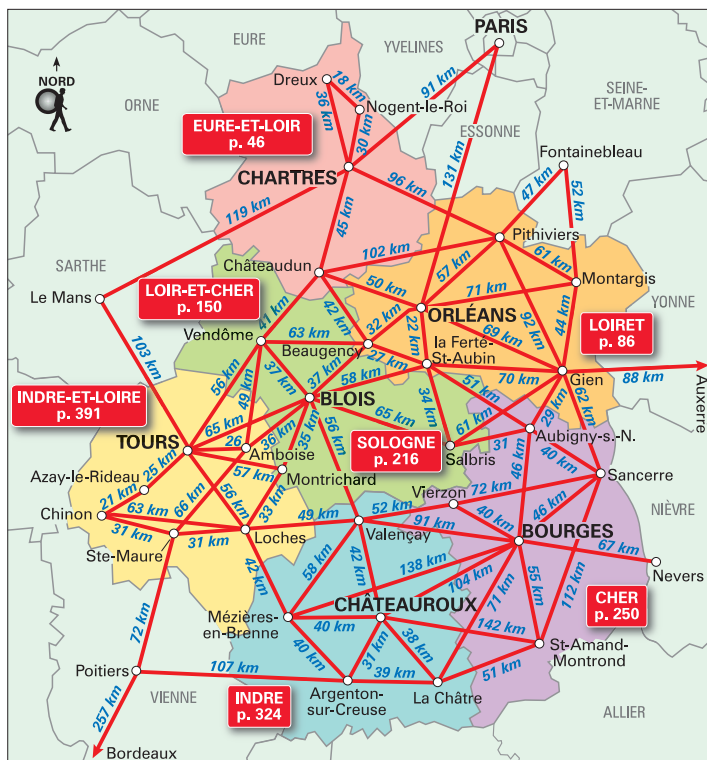 EURE
YVELINES
PARIS
NORD
ORNE
Dreux
18 km
36 km
Nogent-le-Roi
30 km
91 km
SEINE-
ET-MARNE
ESSONNE
EURE-ET-LOIR
p. 46
131 km
Fontainebleau
CHARTRES
96 km
47 km
52 km
119 km
45 km
Pithiviers
102 km
57 km
61 km
SARTHE
Châteaudun
50 km
71 km
Montargis
Le Mans
LOIR-ET-CHER
p. 150
ORLÉANS
YONNE
41 km
42 km
32 km
22 km
69 km
92 km
44 km
LOIRET
p. 86
Vendôme
63 km
Beaugency
27 km
la Ferte-
St-Aubin
103 km
56 km
37 km
37 km
58 km
70 km
Gien
88 km
Auxerre
INDRE-ET-LOIRE
p. 391
49 km
BLOIS
34 km
51 km
29 km
62 km
65 km
36 km
35 km
56 km
65 km
SOLOGNE
p. 216
61 km
31
Aubigny-s.-N.
TOURS
26
Amboise
Salbris
46 km
40 km
Azay-le-Rideau
25 km
57 km
Montrichard
Sancerre
21 km
66 km
56 km
33 km
Vierzon
72 km
NIÈVRE
Chinon
63 km
49 km
52 km
40 km
46 km
31 km
Ste-Maure
31 km
Loches
Valençay
91 km
BOURGES
67 km
Nevers
42 km
58 km
42 km
138 km
104 km
71 km
55 km
112 km
CHER
p. 250
72 km
Mézières-
en-Brenne
CHÂTEAUROUX
40 km
142 km
St-Amand-
Montrond
40 km
31 km
38 km
Poitiers
107 km
39 km
51 km
VIENNE
INDRE
p. 324
Argenton-
sur-Creuse
La Châtre
257 km
ALLIER
Bordeaux